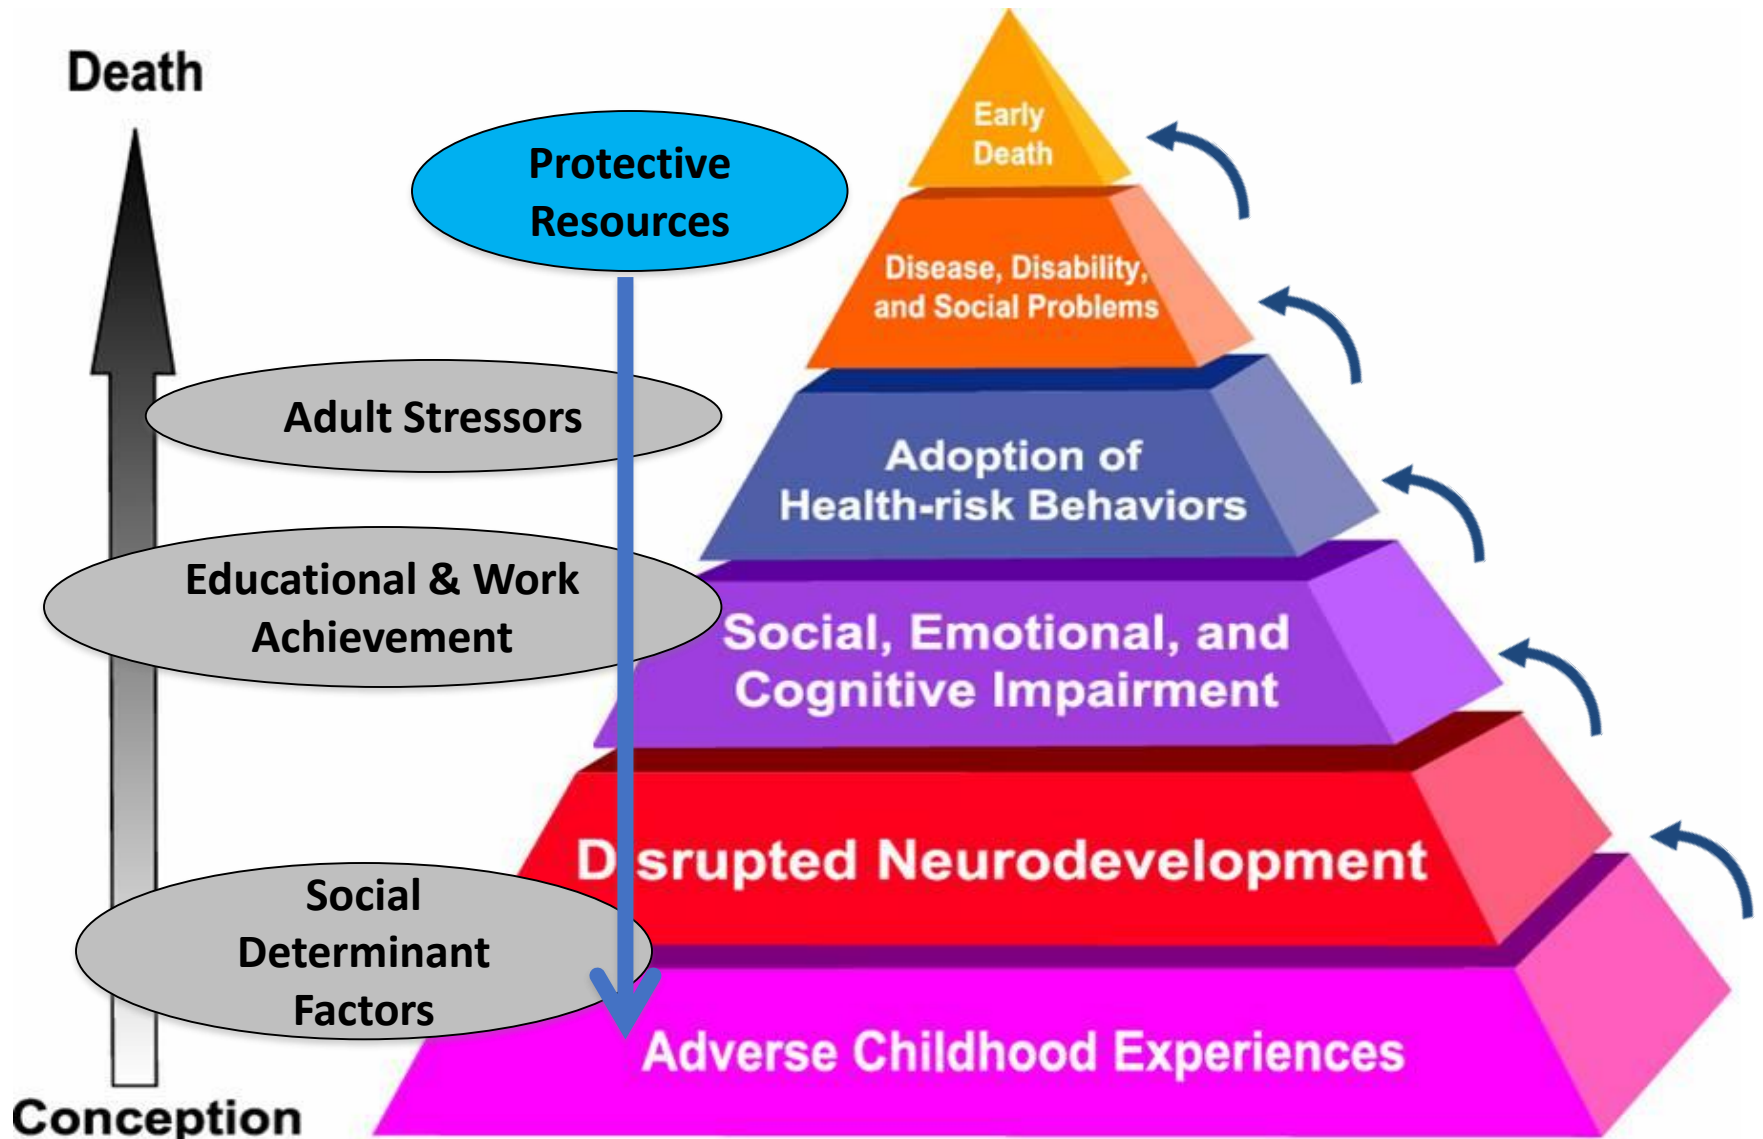 Death
Protective
Resources
Adult Stressors
Educational & Work
Achievement
Social
Determinant
Factors
Conception
Early
Death
Disease, Disability,
and Social Problems
Adoption of
Health-risk Behaviors
Social, Emotional, and
Cognitive Impairment
Disrupted Neurodevelopment
Adverse Childhood Experiences